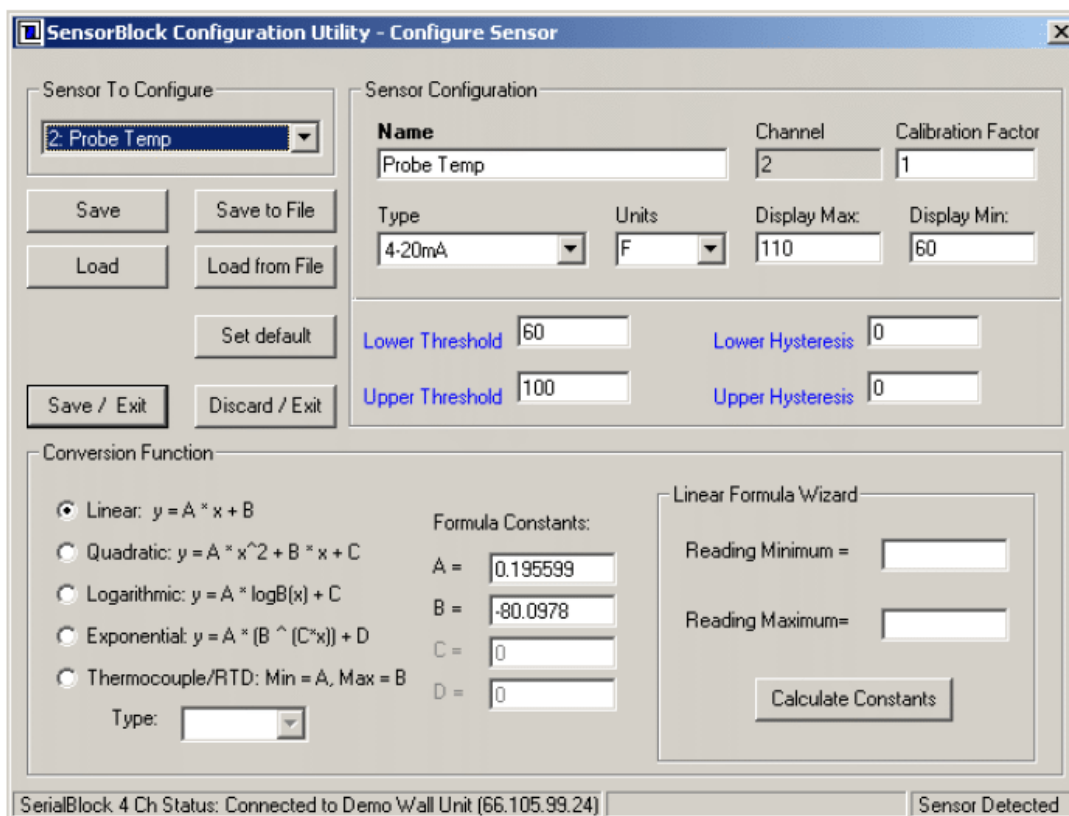 SensorBlock Configuration Utility - Configure Sensor
Sensor To Configure
2: Probe Temp
Save
Save to File
Load
Load from File
Set default
Save / Exit
Discard / Exit
Sensor Configuration
Name
Channel
Calibration Factor
Probe Temp
2
1
Type
Units
Display Max:
Display Min:
4-20mA
F
110
60
Lower Threshold
60
Lower Hysteresis
0
Upper Threshold
100
Upper Hysteresis
0
Conversion Function
Linear: y = A * x + B
Quadratic: y = A * x^2 + B * x + C
Logarithmic: y = A * logB(x) + C
Exponential: y = A * (B ^ (C*x)) + D
Thermocouple/RTD: Min = A, Max = B
Type:
Formula Constants:
A =
0.195599
B =
-80.0978
C =
0
D =
0
Linear Formula Wizard
Reading Minimum =
Reading Maximum=
Calculate Constants
SerialBlock 4 Ch Status: Connected to Demo Wall Unit (66.105.99.24)
Sensor Detected